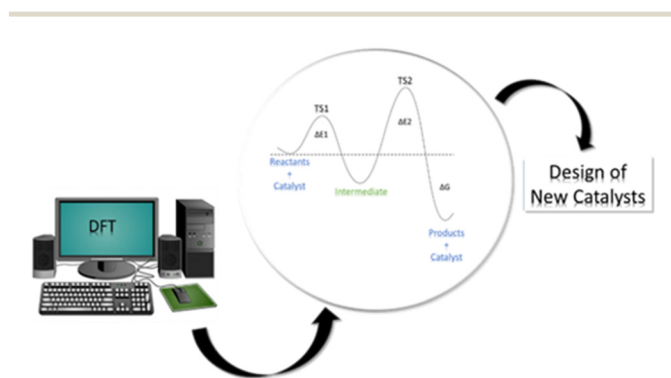 DFT
TS1
TS2
ΔE1
ΔE2
Reactants
+
Catalyst
Intermediate
ΔG
Products
+
Catalyst
Design of
New Catalysts